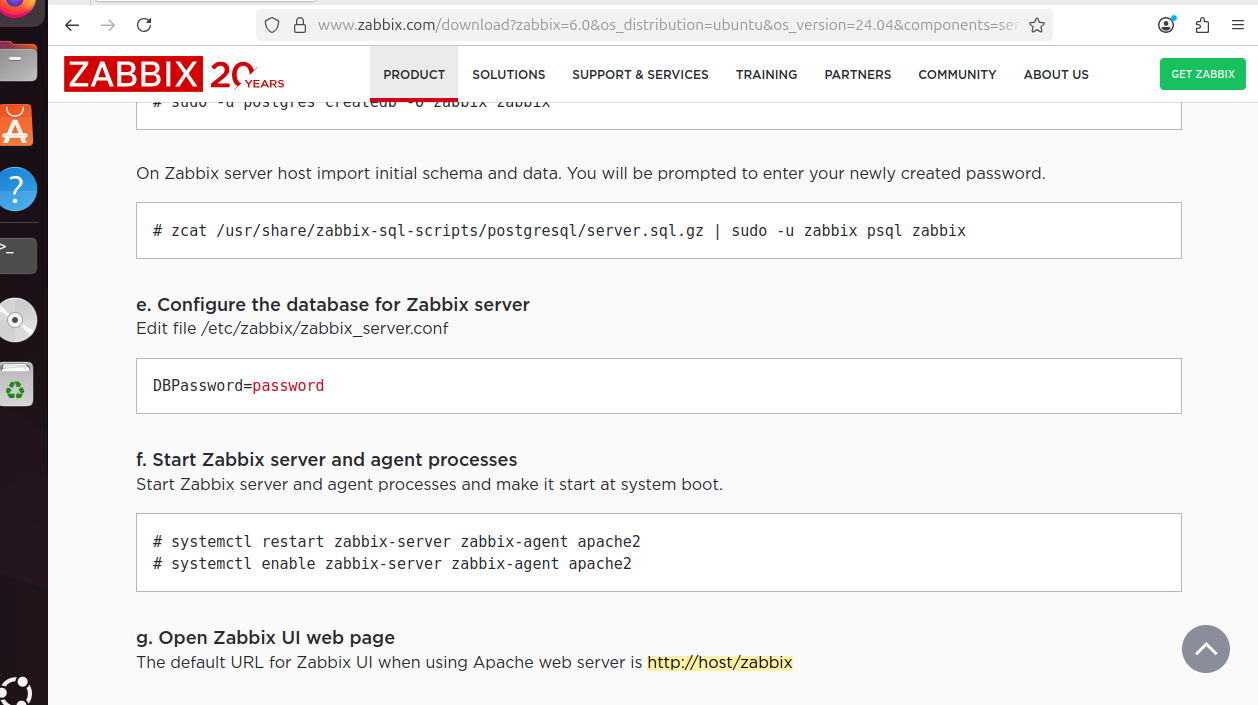 www.zabbix.com/download?zabbix=6.0&os_distribution=ubuntu&os_version=24.04&components=ser
ZABBIX 20 YEARS
PRODUCT SOLUTIONS SUPPORT & SERVICES TRAINING PARTNERS COMMUNITY ABOUT US GET ZABBIX
# sudo -u postgres createdb -O zabbix zabbix
On Zabbix server host import initial schema and data. You will be prompted to enter your newly created password.
# zcat /usr/share/zabbix-sql-scripts/postgresql/server.sql.gz | sudo -u zabbix psql zabbix
e. Configure the database for Zabbix server
Edit file /etc/zabbix/zabbix_server.conf
DBPassword=password
f. Start Zabbix server and agent processes
Start Zabbix server and agent processes and make it start at system boot.
# systemctl restart zabbix-server zabbix-agent apache2
# systemctl enable zabbix-server zabbix-agent apache2
g. Open Zabbix UI web page
The default URL for Zabbix UI when using Apache web server is http://host/zabbix